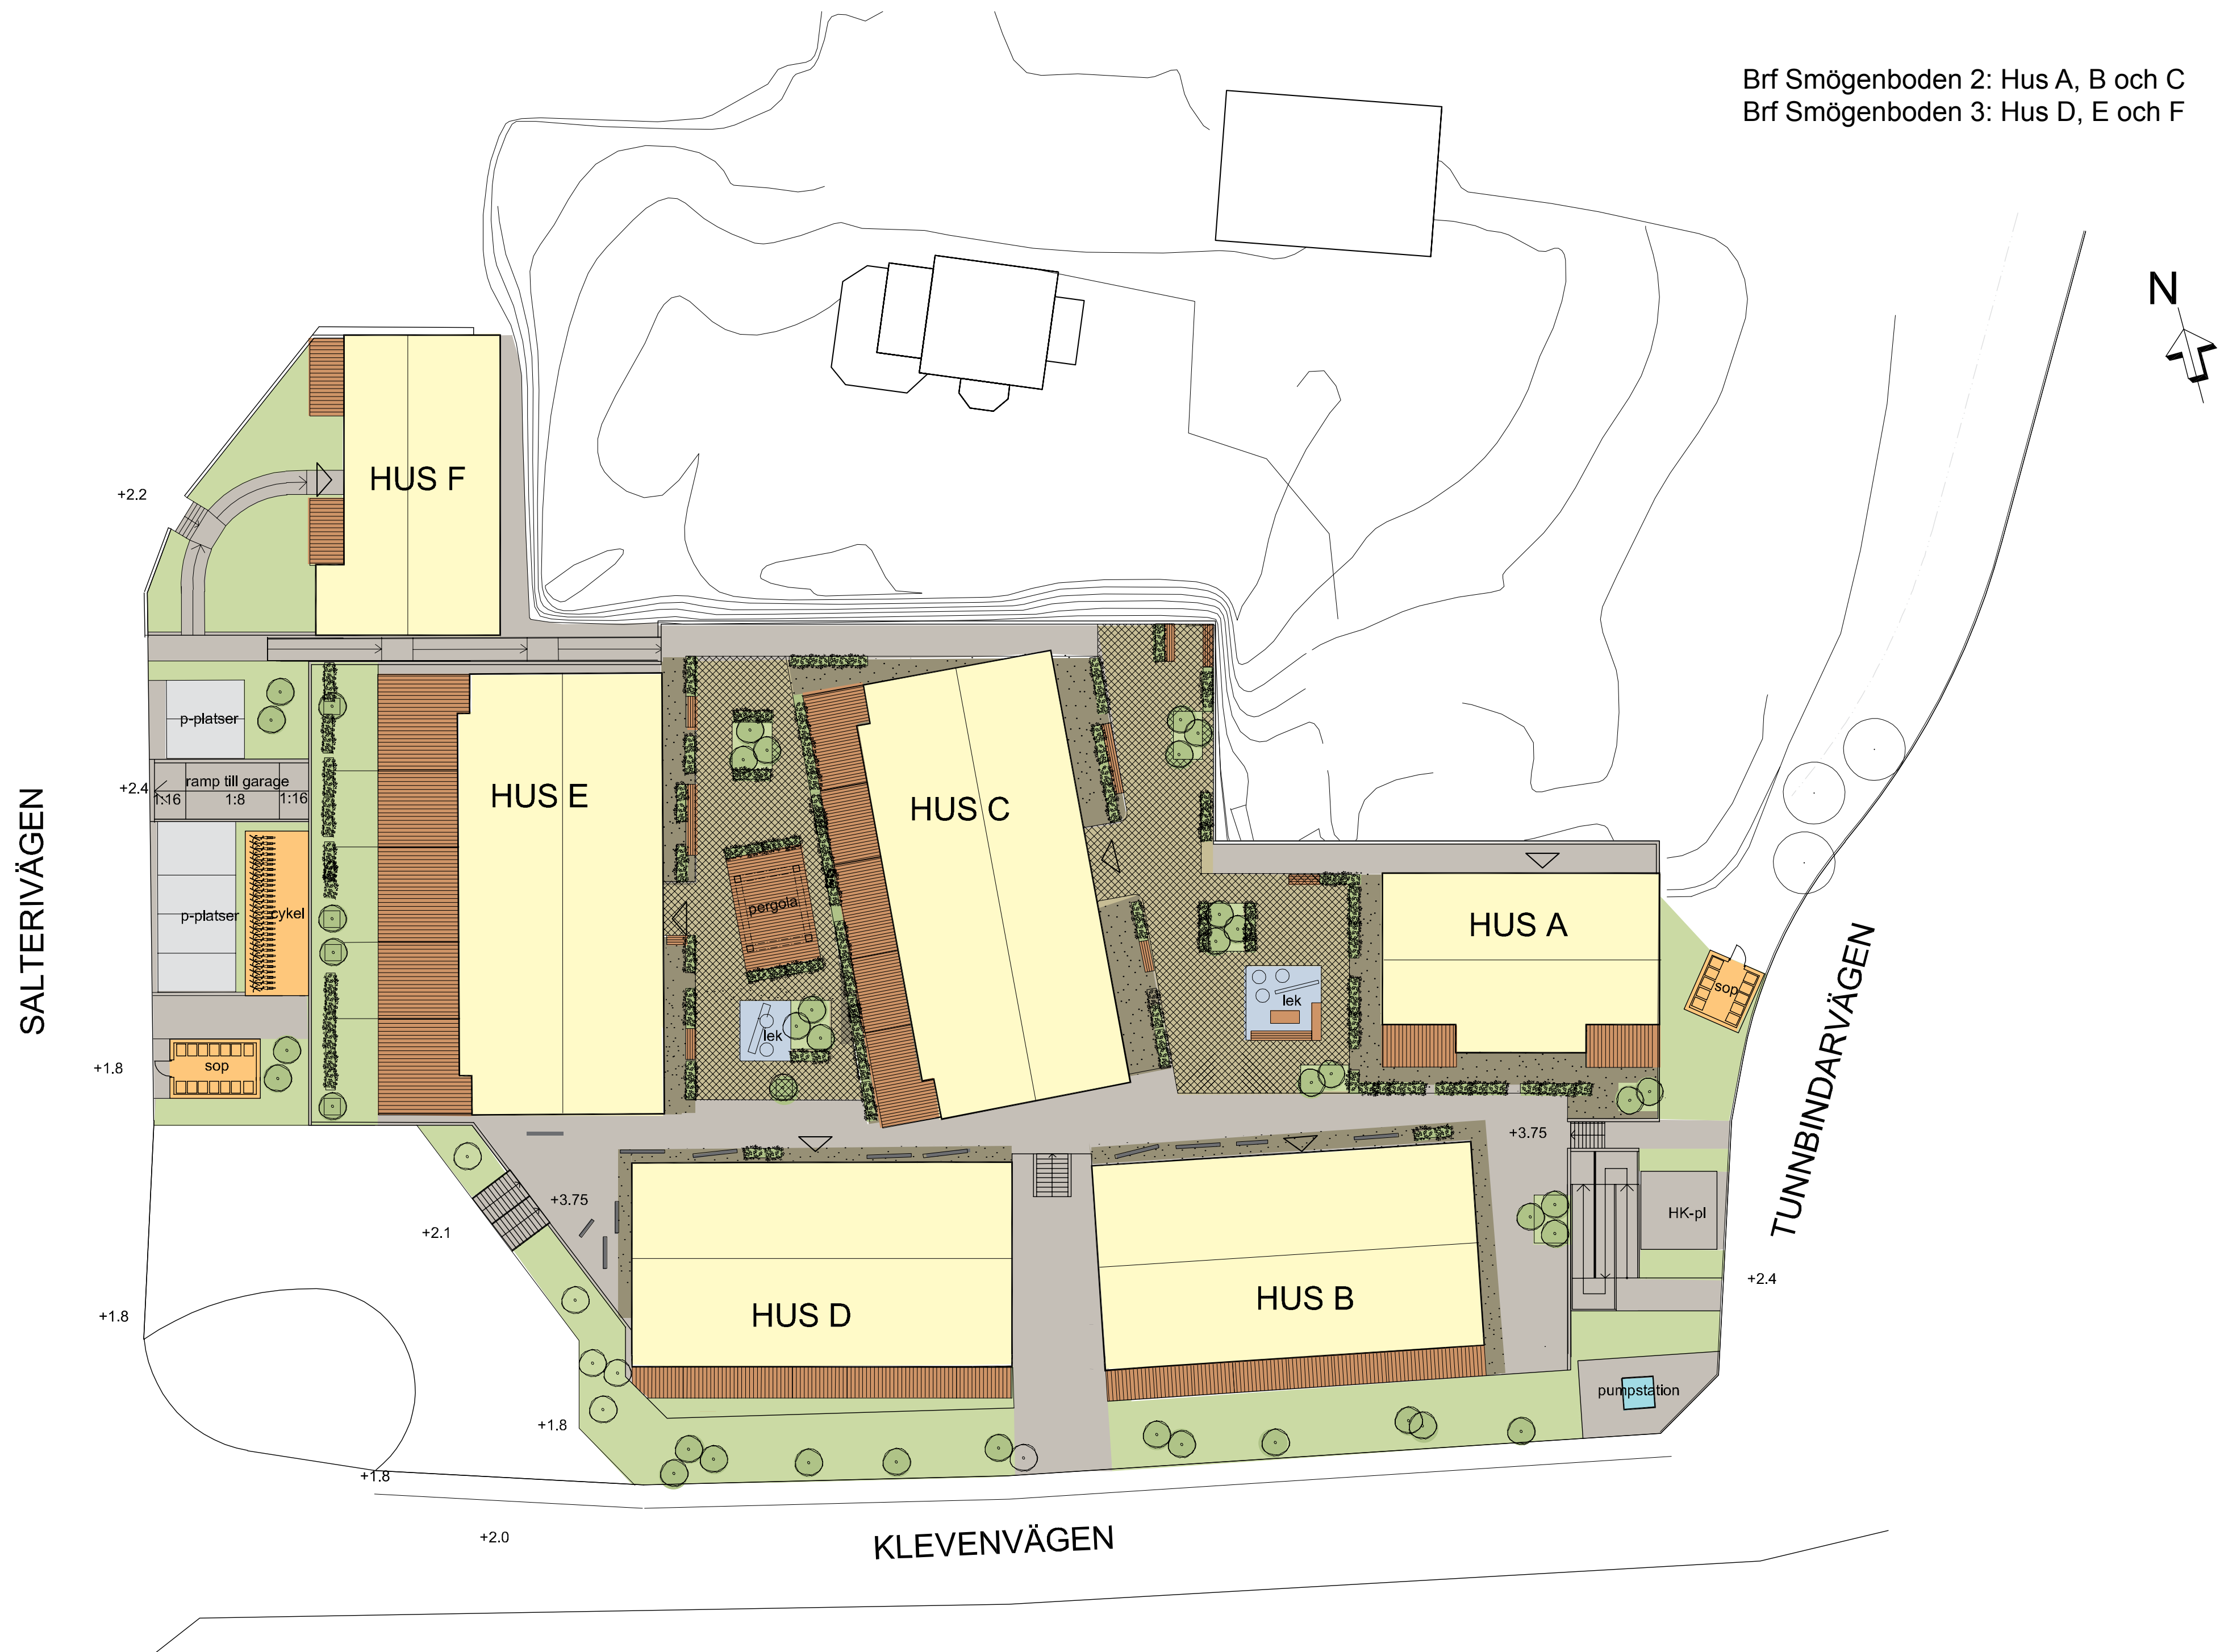 Brf Smögenboden 2: Hus A, B och C
Brf Smögenboden 3: Hus D, E och F
N
HUS F
+2.2
p-platser
ramp till garage
+2.4
1:16
1:8
1:16
HUS E
HUS C
SALTERIVÄGEN
p-platser
cykel
pergola
HUS A
sop
lek
lek
sop
+1.8
TUNNBINDARVÄGEN
+3.75
+3.75
+2.1
HK-pl
+2.4
HUS D
HUS B
+1.8
pumpstation
+1.8
+1.8
+2.0
KLEVENVÄGEN